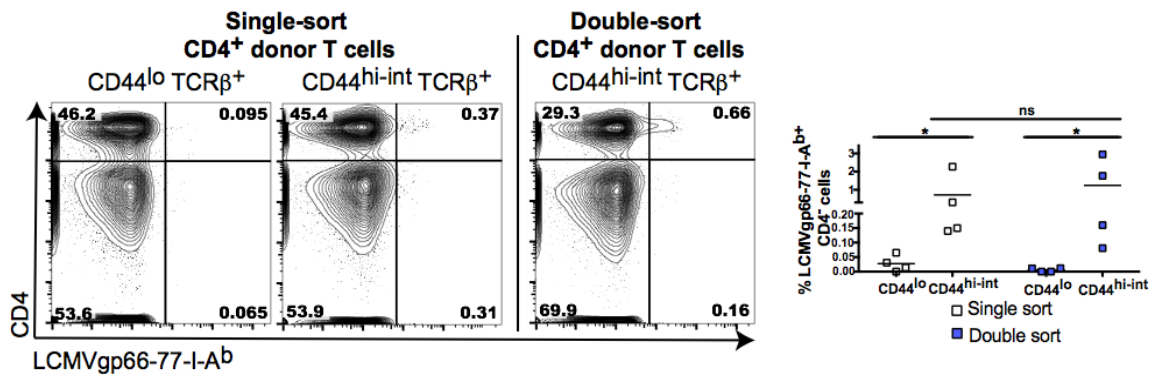 Single-sort
CD4+ donor T cells
Double-sort
CD4+ donor T cells
CD44lo TCRβ+
CD44hi-int TCRβ+
CD44hi-int TCRβ+
46.2
0.095
45.4
0.37
29.3
0.66
53.6
0.065
53.9
0.31
69.9
0.16
CD4
LCMVgp66-77-I-Ab
ns
*
*
% LCMVgp66-77-I-Ab+
CD4- cells
3
2
1
0.20
0.15
0.10
0.05
0.00
CD44lo
CD44hi-int
CD44lo
CD44hi-int
Single sort
Double sort